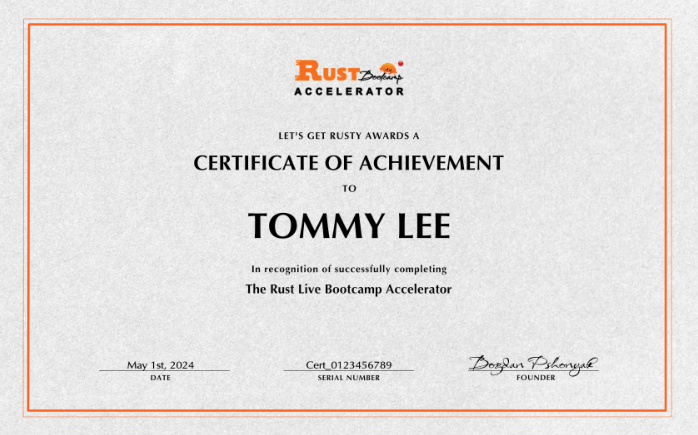 RUST Bootcamp
ACCELERATOR
LET'S GET RUSTY AWARDS A
CERTIFICATE OF ACHIEVEMENT
TO
TOMMY LEE
In recognition of successfully completing
The Rust Live Bootcamp Accelerator
May 1st, 2024 Cert_0123456789 Bogdan Pshonyak
DATE SERIAL NUMBER FOUNDER